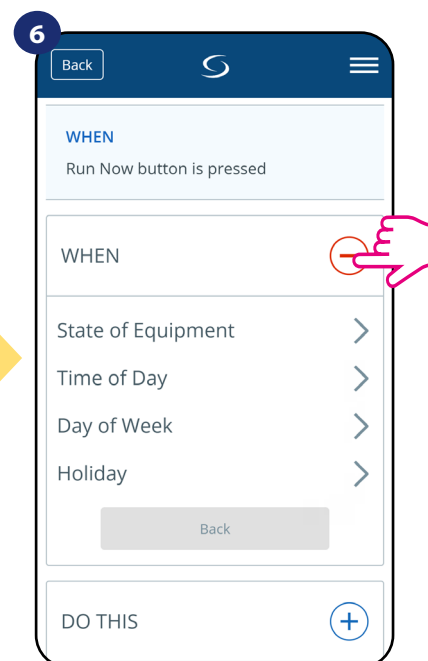 6
Back
WHEN
Run Now button is pressed
WHEN
State of Equipment
Time of Day
Day of Week
Holiday
Back
DO THIS